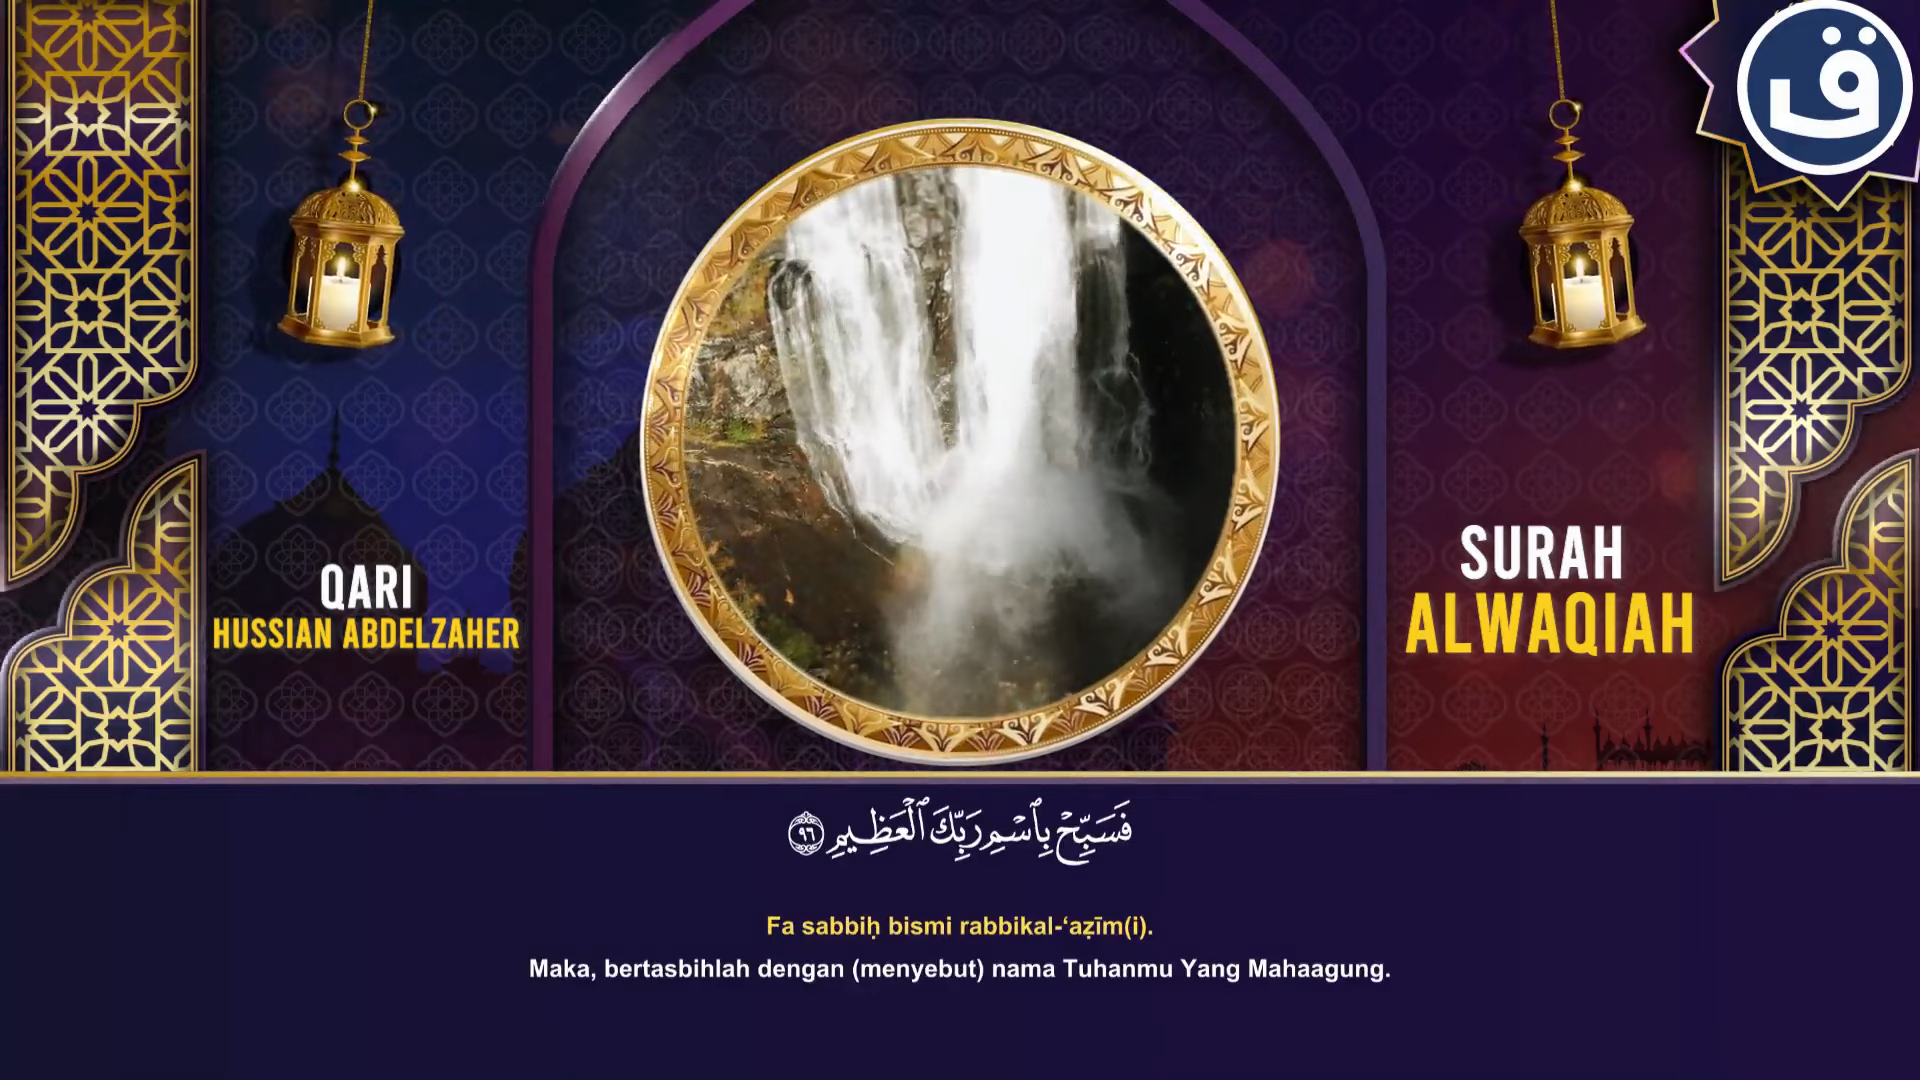 ق
QARI
HUSSIAN ABDELZAHER
SURAH
ALWAQIAH
فَسَبِّحْ بِٱسْمِ رَبِّكَ ٱلْعَظِيمِ ٩٦
Fa sabbiḥ bismi rabbikal-‘aẓīm(i).
Maka, bertasbihlah dengan (menyebut) nama Tuhanmu Yang Mahaagung.